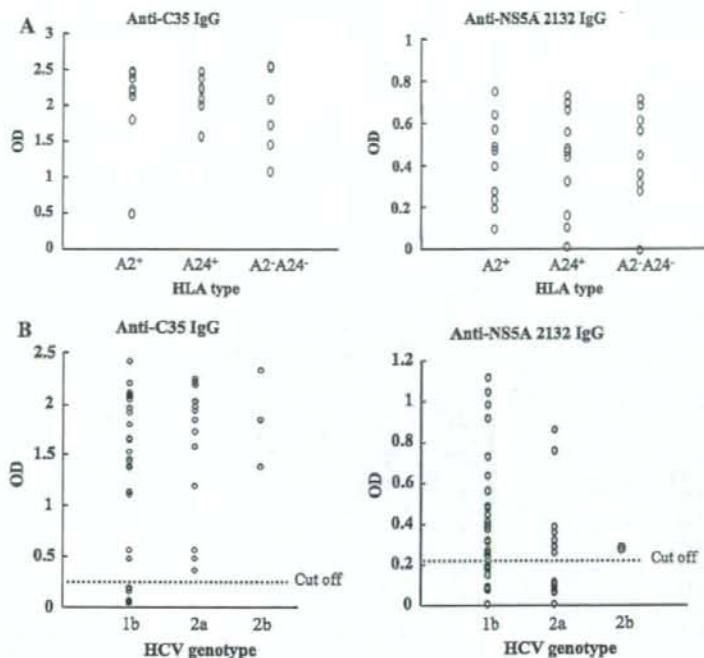 A
Anti-C35 IgG
3
2.5
2
1.5
1
0.5
0
OD
A2+ A24+ A2-A24-
HLA type
Anti-NS5A 2132 IgG
1
0.8
0.6
0.4
0.2
0
OD
A2+ A24+ A2-A24-
HLA type
B
Anti-C35 IgG
2.5
2
1.5
1
0.5
0
OD
Cut off
1b 2a 2b
HCV genotype
Anti-NS5A 2132 IgG
1.2
1
0.8
0.6
0.4
0.2
0
OD
Cut off
1b 2a 2b
HCV genotype